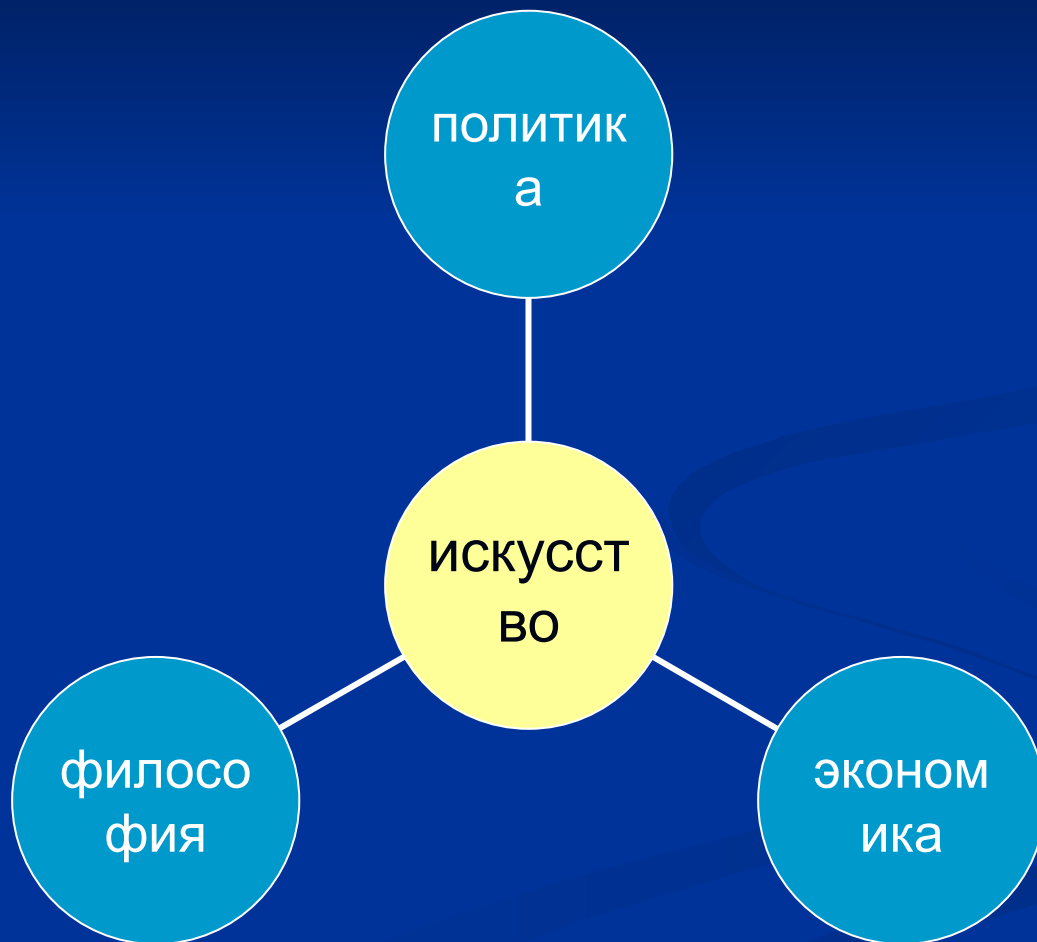 политик
а
искусст
во
филосо
фия
эконом
ика